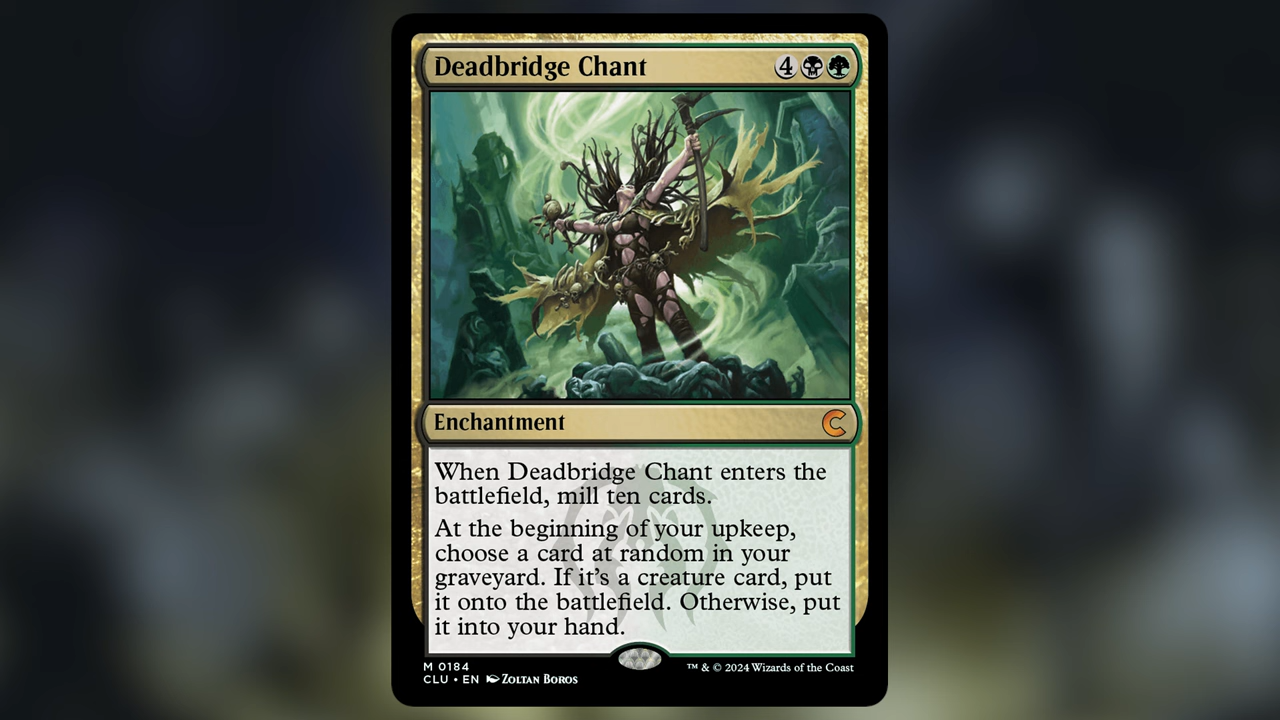 Deadbridge Chant 4
Enchantment
When Deadbridge Chant enters the
battlefield, mill ten cards.
At the beginning of your upkeep,
choose a card at random in your
graveyard. If it's a creature card, put
it onto the battlefield. Otherwise, put
it into your hand.
M 0184
CLU • EN Zoltan Boros
™ & © 2024 Wizards of the Coast